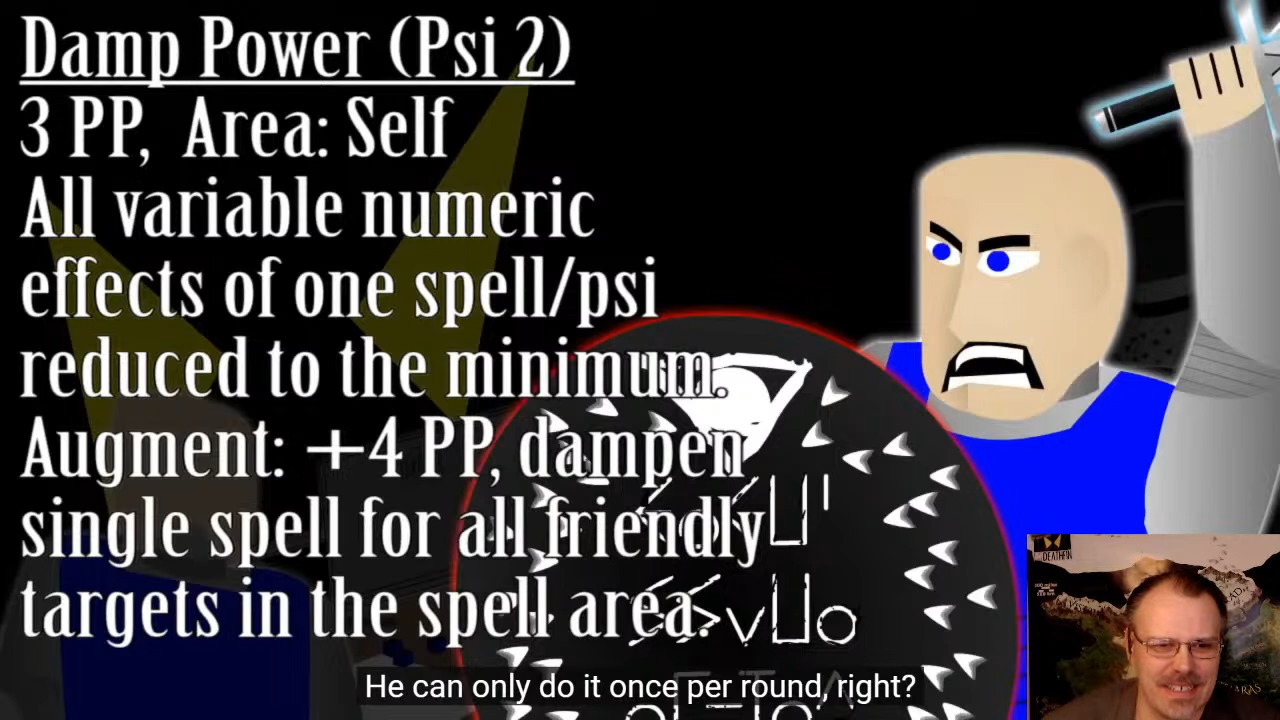 Damp Power (Psi 2)
3 PP, Area: Self
All variable numeric
effects of one spell/psi
reduced to the minimum.
Augment: +4 PP, dampen
single spell for all friendly
targets in the spell area.
He can only do it once per round, right?